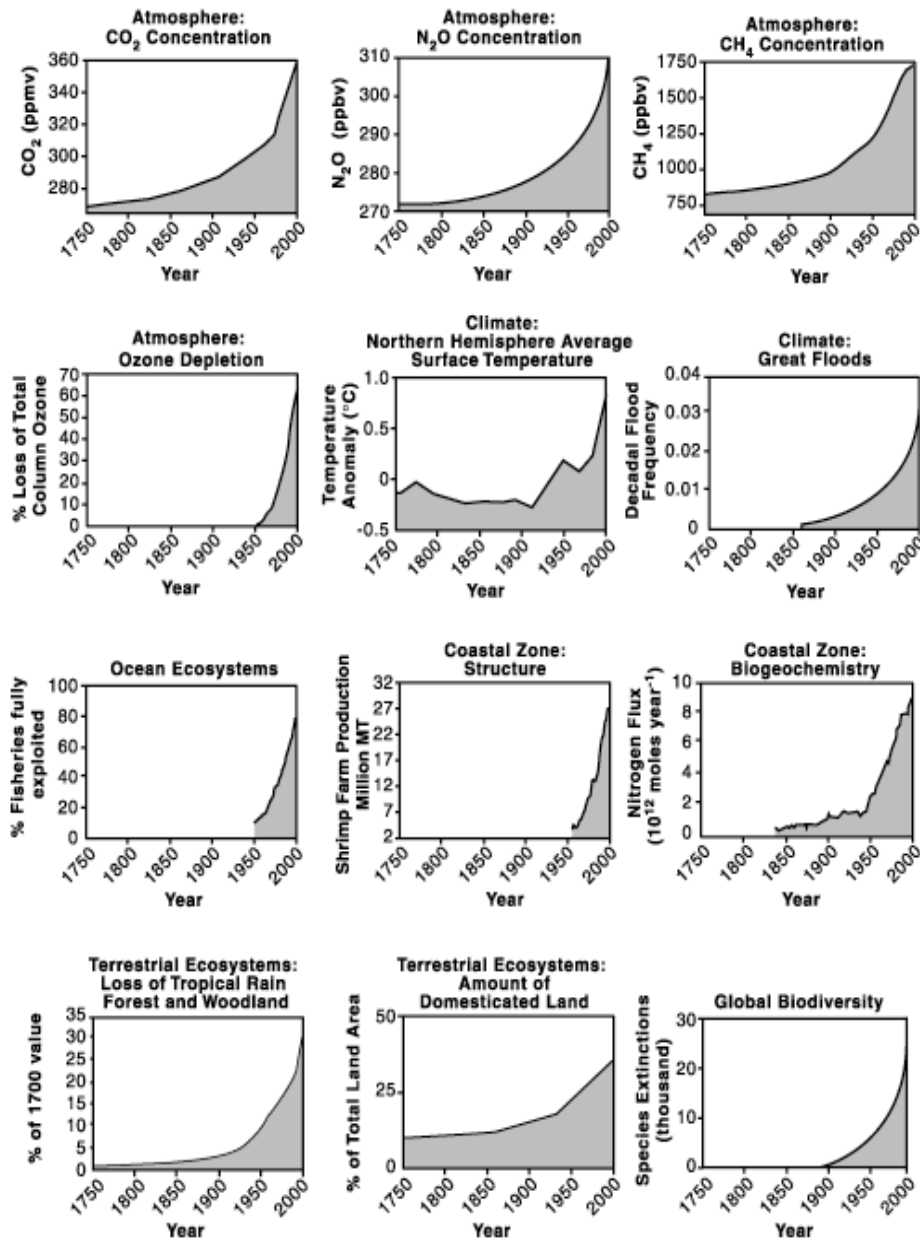 Atmosphere:
CO2 Concentration
CO2 (ppmv)
360
340
320
300
280
1750
1800
1850
1900
1950
2000
Year
Atmosphere:
N2O Concentration
N2O (ppbv)
310
300
290
280
270
1750
1800
1850
1900
1950
2000
Year
Atmosphere:
CH4 Concentration
CH4 (ppbv)
1750
1500
1250
1000
750
1750
1800
1850
1900
1950
2000
Year
Atmosphere:
Ozone Depletion
% Loss of Total
Column Ozone
70
60
50
40
30
20
10
0
1750
1800
1850
1900
1950
2000
Year
Climate:
Northern Hemisphere Average
Surface Temperature
Temperature
Anomaly (°C)
1.0
0.5
0
-0.5
1750
1800
1850
1900
1950
2000
Year
Climate:
Great Floods
Decadal Flood
Frequency
0.04
0.03
0.02
0.01
0
1750
1800
1850
1900
1950
2000
Year
Ocean Ecosystems
% Fisheries fully
exploited
100
80
60
40
20
0
1750
1800
1850
1900
1950
2000
Year
Coastal Zone:
Structure
Shrimp Farm Production
Million MT
32
27
22
17
12
7
2
1750
1800
1850
1900
1950
2000
Year
Coastal Zone:
Biogeochemistry
Nitrogen Flux
(10¹² moles year⁻¹)
10
8
6
4
2
0
1750
1800
1850
1900
1950
2000
Year
Terrestrial Ecosystems:
Loss of Tropical Rain
Forest and Woodland
% of 1700 value
35
30
25
20
15
10
5
0
1750
1800
1850
1900
1950
2000
Year
Terrestrial Ecosystems:
Amount of
Domesticated Land
% of Total Land Area
50
25
0
1750
1800
1850
1900
1950
2000
Year
Global Biodiversity
Species Extinctions
(thousand)
30
20
10
0
1750
1800
1850
1900
1950
2000
Year